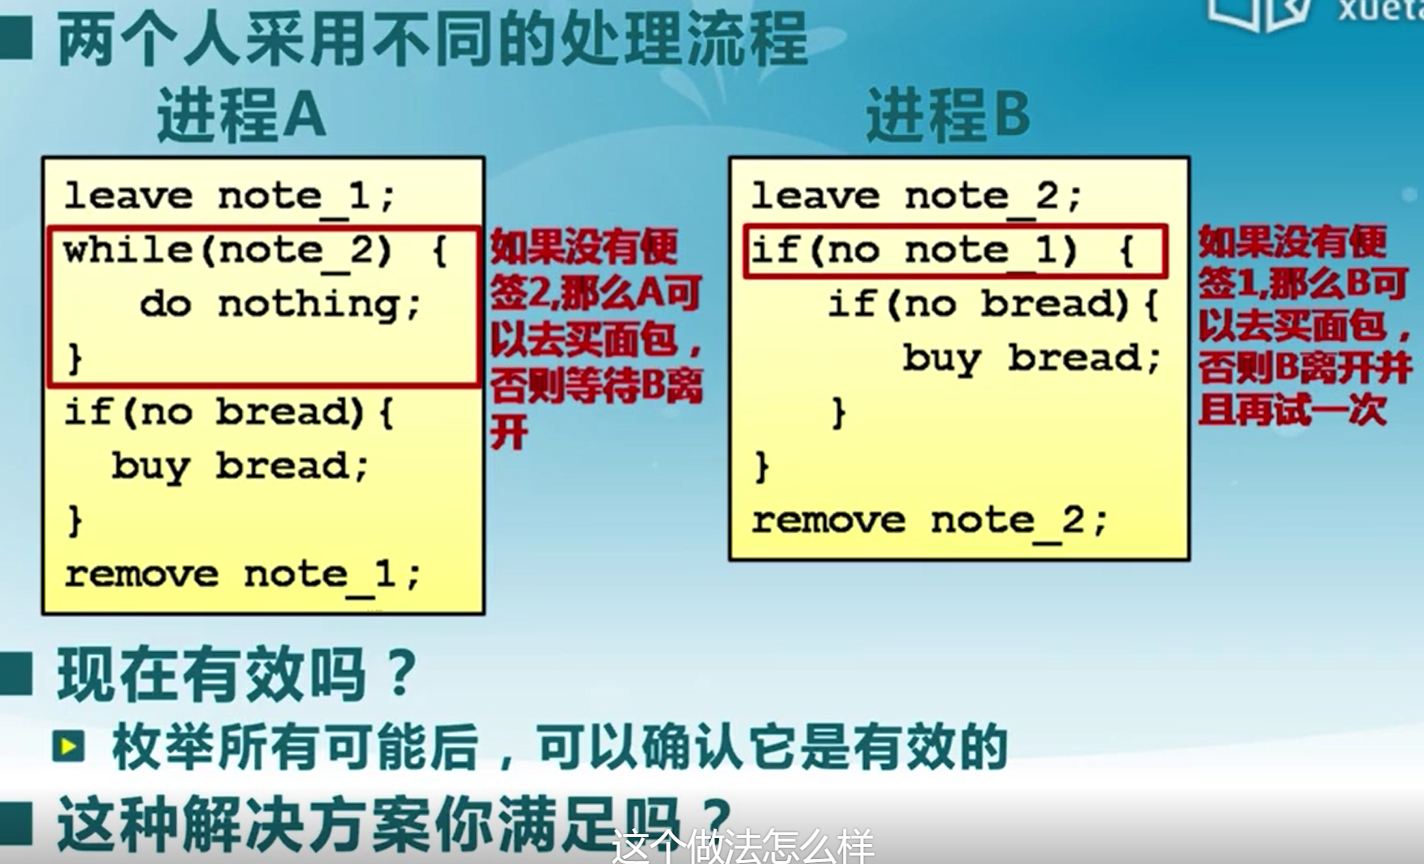 xueta
两个人采用不同的处理流程
进程A
leave note_1;
while(note_2) {
do nothing;
}
if(no bread){
buy bread;
}
remove note_1;
如果没有便
签2,那么A可
以去买面包，
否则等待B离
开
进程B
leave note_2;
if(no note_1) {
if(no bread){
buy bread;
}
}
remove note_2;
如果没有便
签1,那么B可
以去买面包，
否则B离开并
且再试一次
现在有效吗？
枚举所有可能后，可以确认它是有效的
这种解决方案你满足吗？
这个做法怎么样